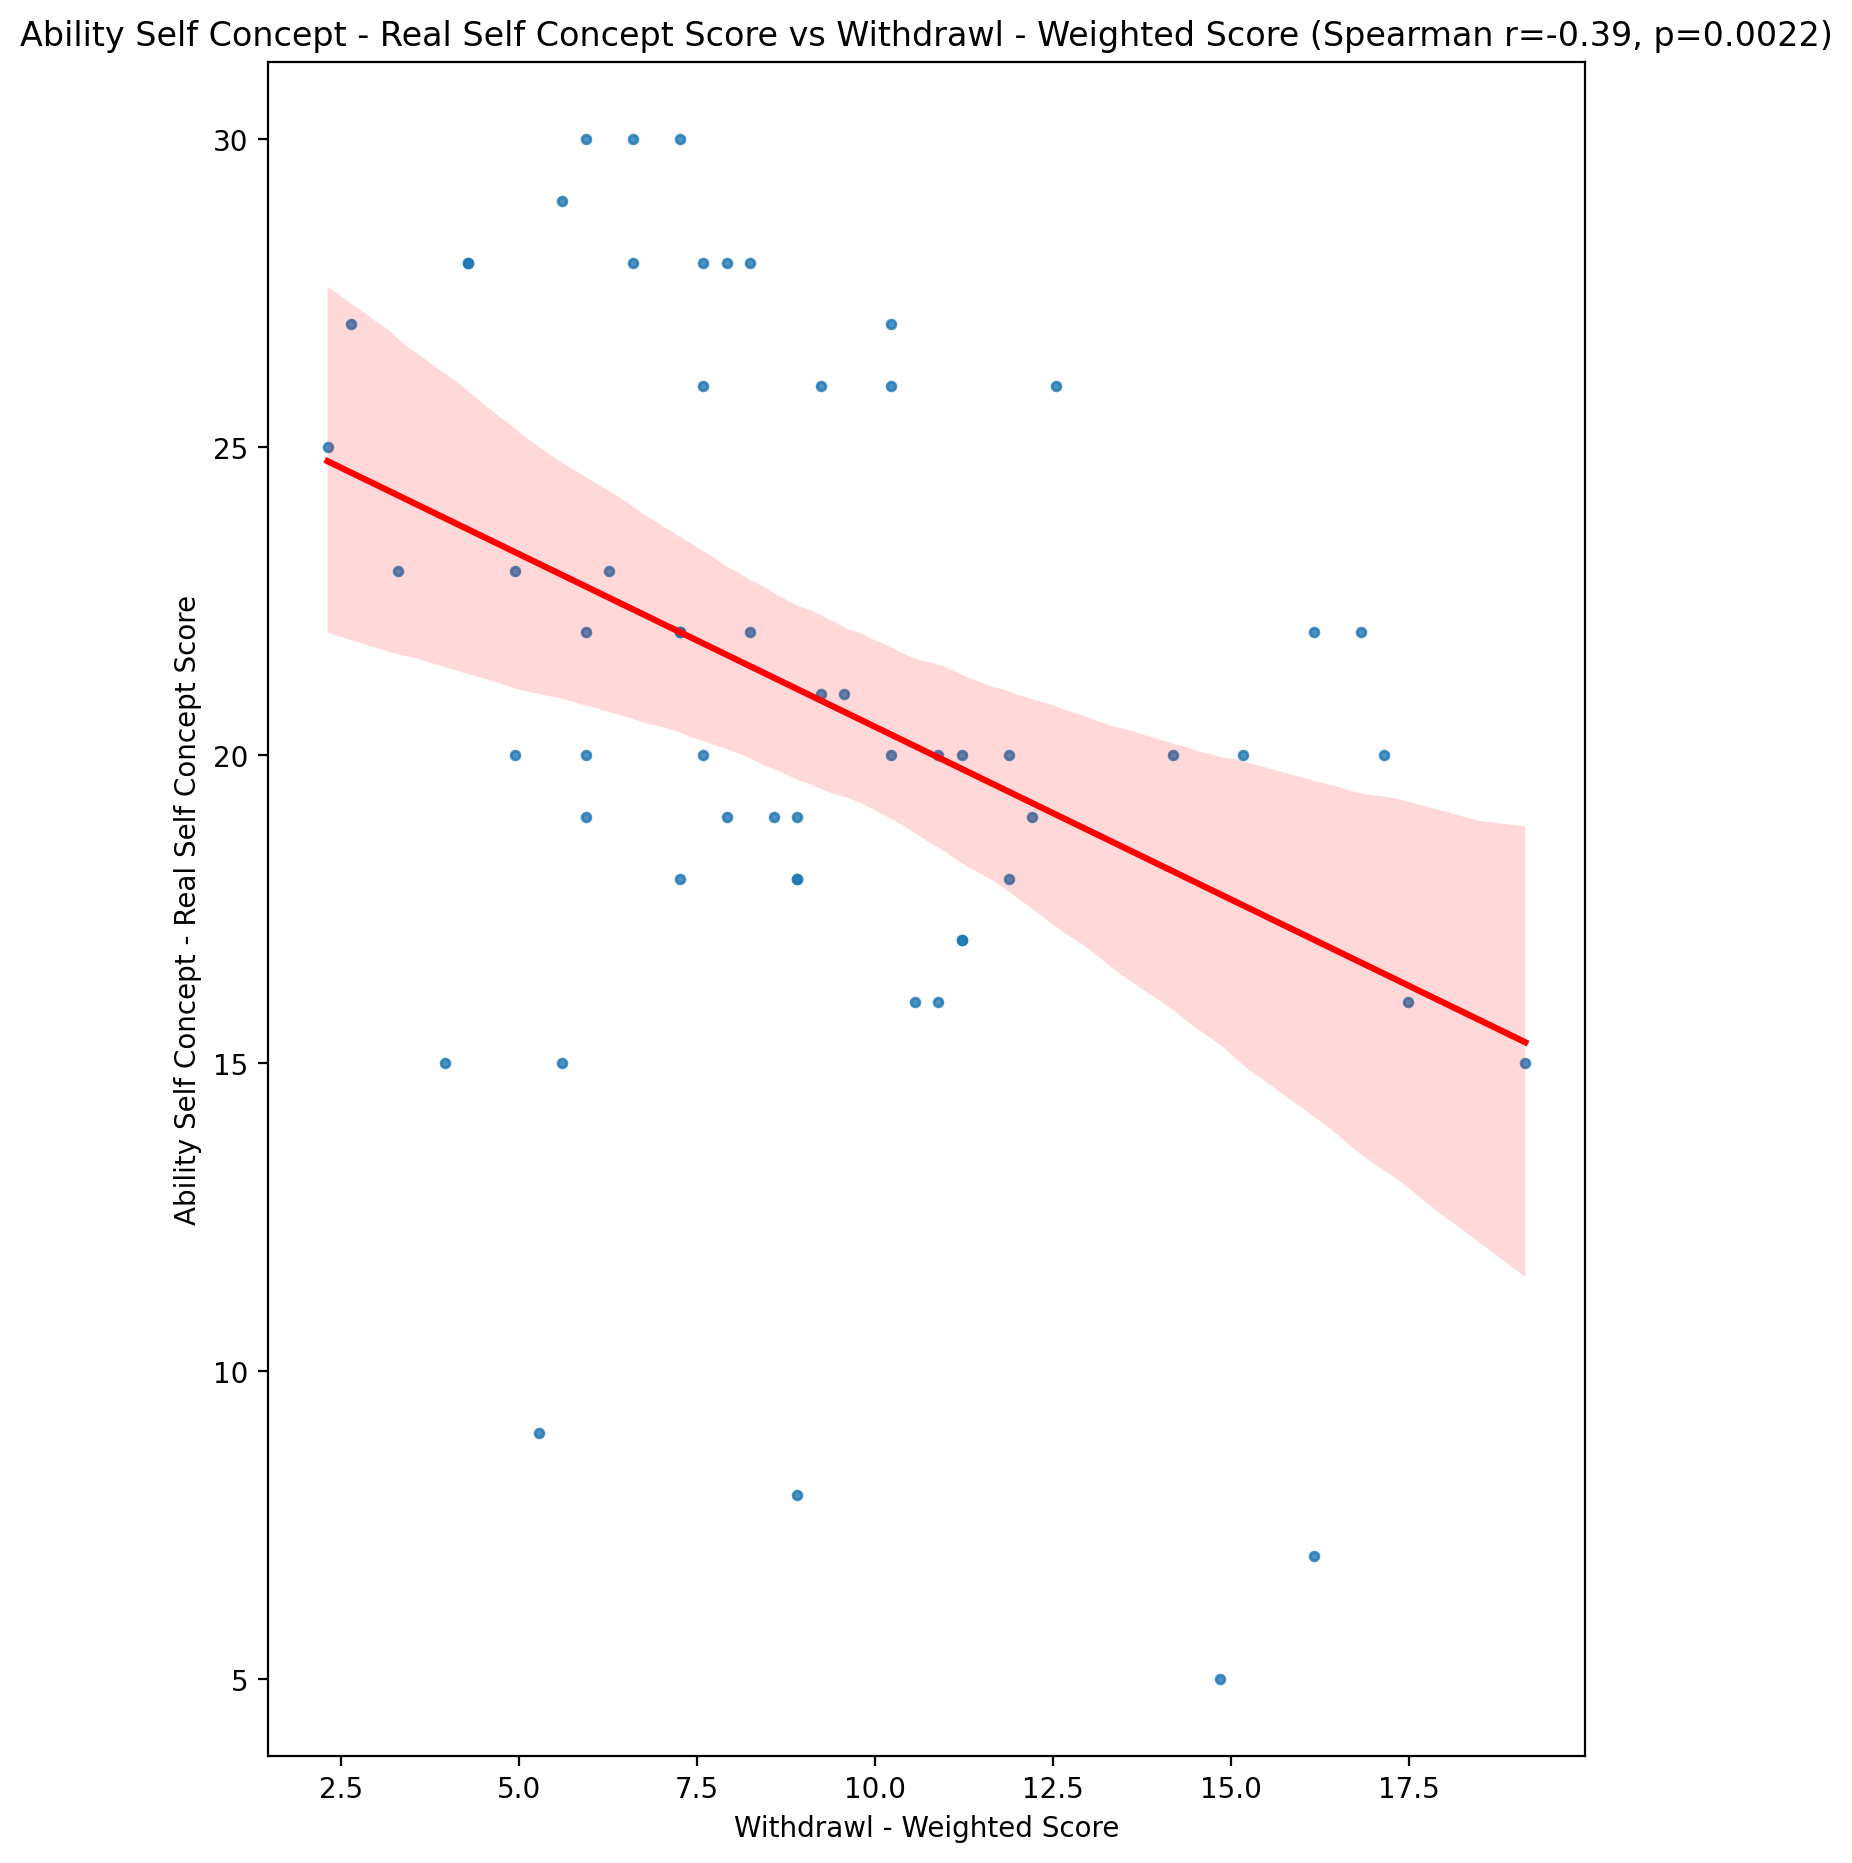 Ability Self Concept - Real Self Concept Score vs Withdrawl - Weighted Score (Spearman r=-0.39, p=0.0022)
30
25
20
15
10
5
Ability Self Concept - Real Self Concept Score
2.5 5.0 7.5 10.0 12.5 15.0 17.5
Withdrawl - Weighted Score